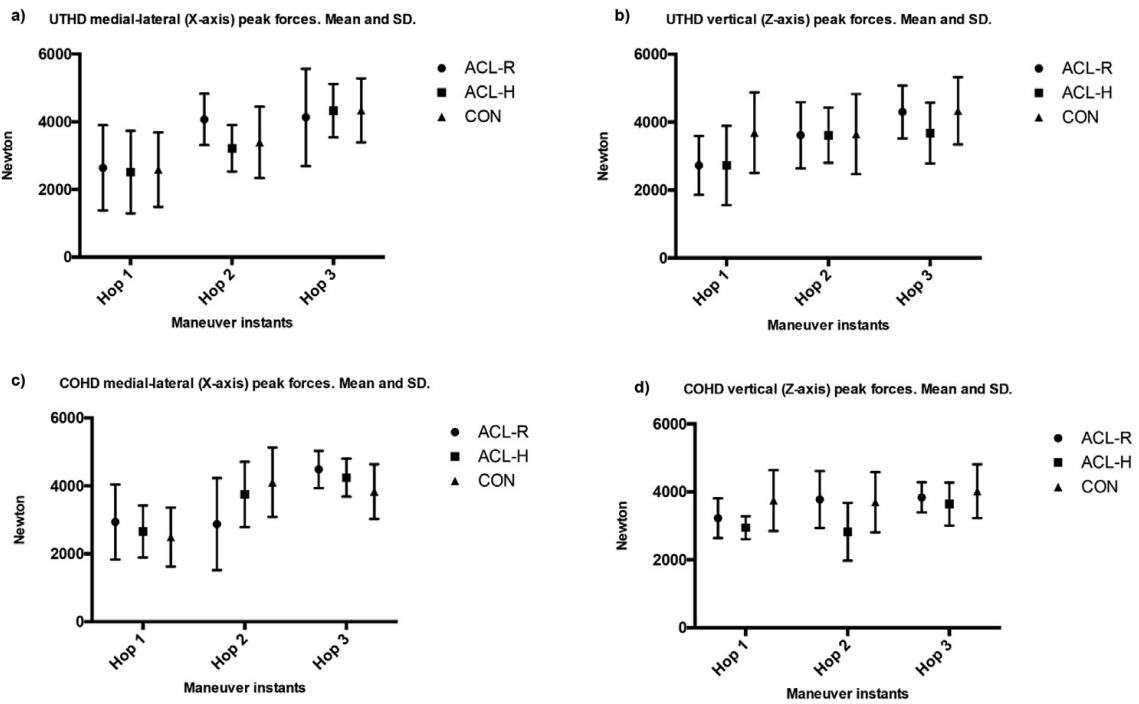 a) UTHD medial-lateral (X-axis) peak forces. Mean and SD.
6000
4000
2000
0
Newton
ACL-R
ACL-H
CON
Hop 1
Hop 2
Hop 3
Maneuver instants
b) UTHD vertical (Z-axis) peak forces. Mean and SD.
6000
4000
2000
0
Newton
ACL-R
ACL-H
CON
Hop 1
Hop 2
Hop 3
Maneuver instants
c) COHD medial-lateral (X-axis) peak forces. Mean and SD.
6000
4000
2000
0
Newton
ACL-R
ACL-H
CON
Hop 1
Hop 2
Hop 3
Maneuver instants
d) COHD vertical (Z-axis) peak forces. Mean and SD.
6000
4000
2000
0
Newton
ACL-R
ACL-H
CON
Hop 1
Hop 2
Hop 3
Maneuver instants